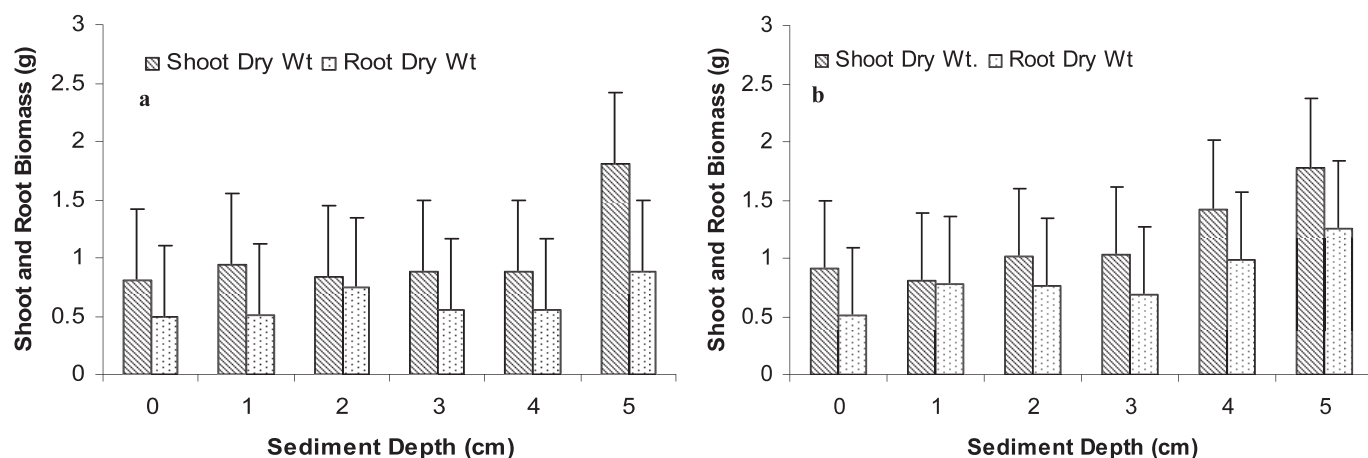 Shoot and Root Biomass (g)
3
2.5
2
1.5
1
0.5
0
Shoot Dry Wt Root Dry Wt
a
0 1 2 3 4 5
Sediment Depth (cm)
Shoot and Root Biomass (g)
3
2.5
2
1.5
1
0.5
0
Shoot Dry Wt. Root Dry Wt
b
0 1 2 3 4 5
Sediment Depth (cm)